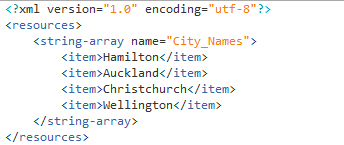 <?xml version="1.0" encoding="utf-8"?>
<resources>
    <string-array name="City_Names">
        <item>Hamilton</item>
        <item>Auckland</item>
        <item>Christchurch</item>
        <item>Wellington</item>
    </string-array>
</resources>